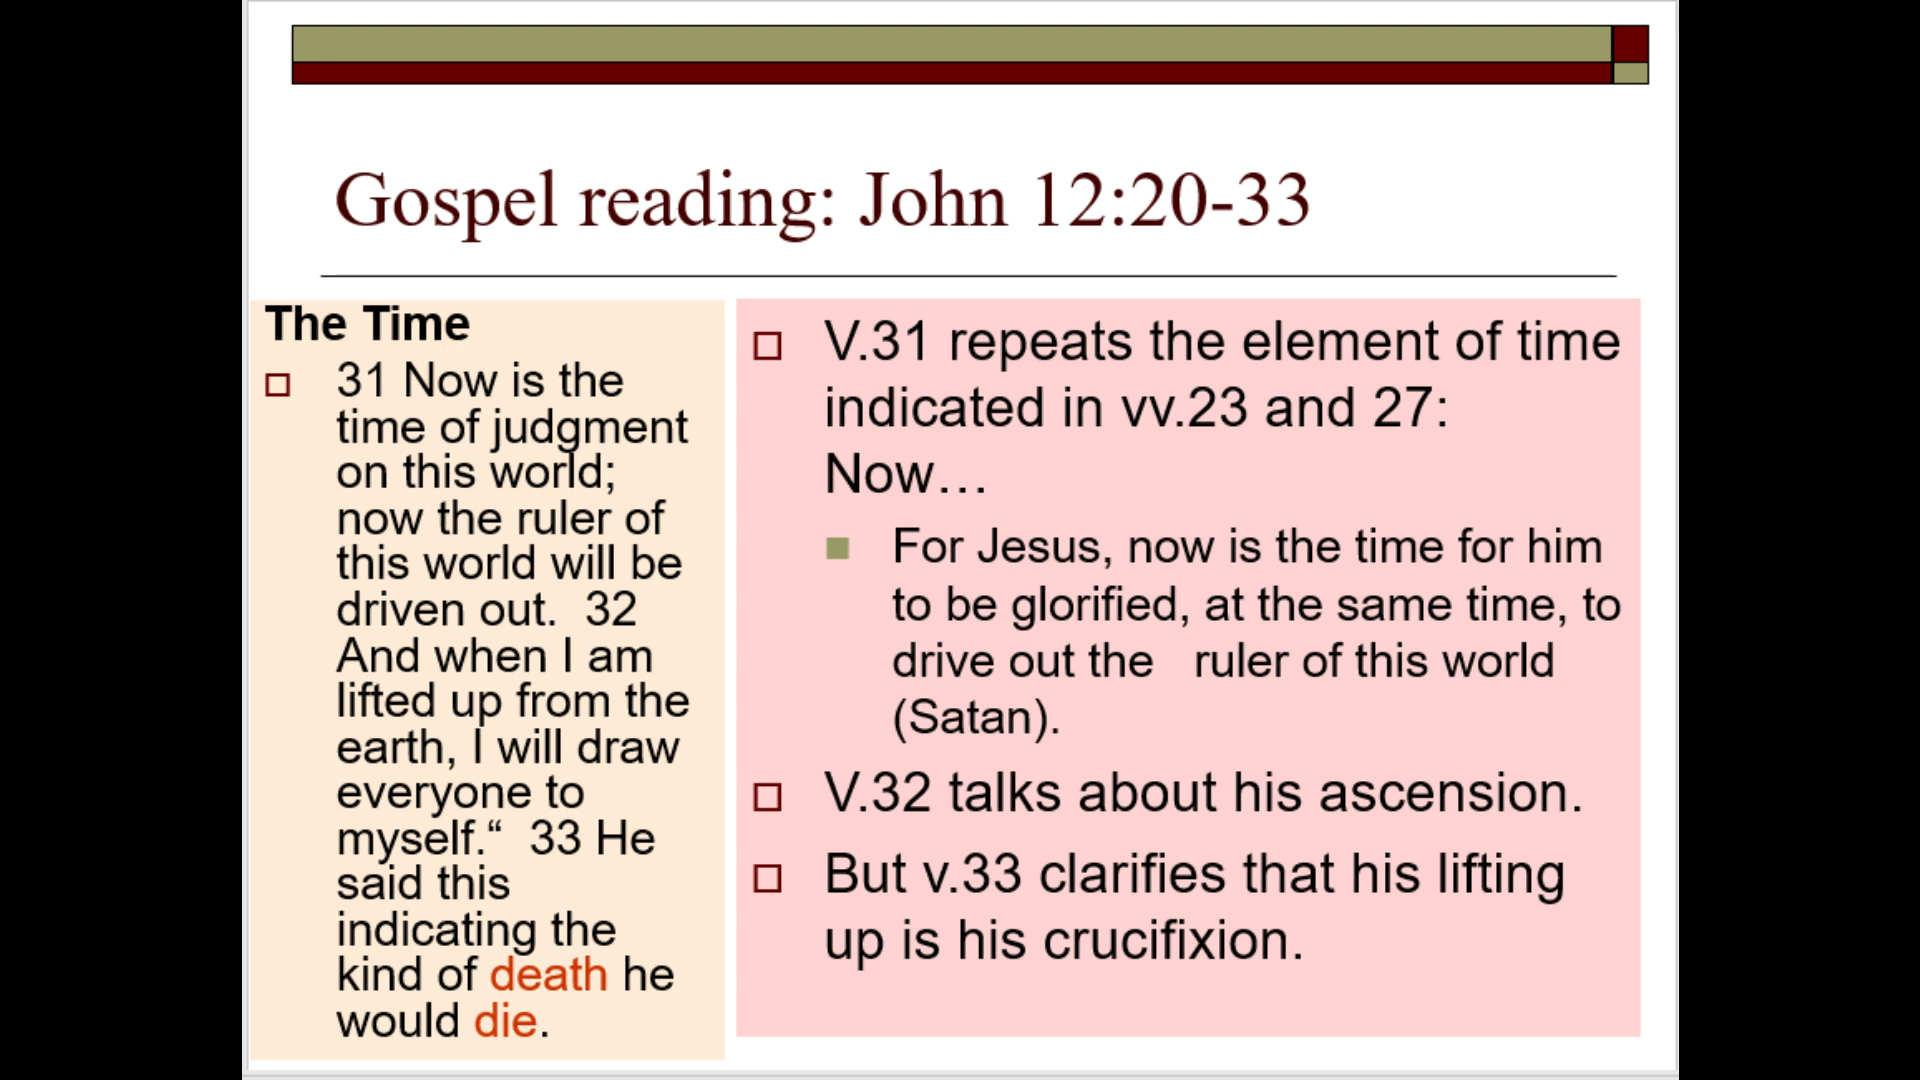 Gospel reading: John 12:20-33
The Time
31 Now is the
time of judgment
on this world;
now the ruler of
this world will be
driven out.  32
And when I am
lifted up from the
earth, I will draw
everyone to
myself.“  33 He
said this
indicating the
kind of death he
would die.
V.31 repeats the element of time
indicated in vv.23 and 27:
Now…
For Jesus, now is the time for him
to be glorified, at the same time, to
drive out the   ruler of this world
(Satan).
V.32 talks about his ascension.
But v.33 clarifies that his lifting
up is his crucifixion.